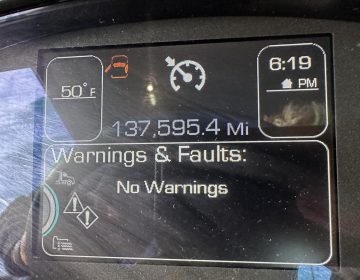 50°F
6:19
PM
137,595.4 Mi
Warnings & Faults:
No Warnings